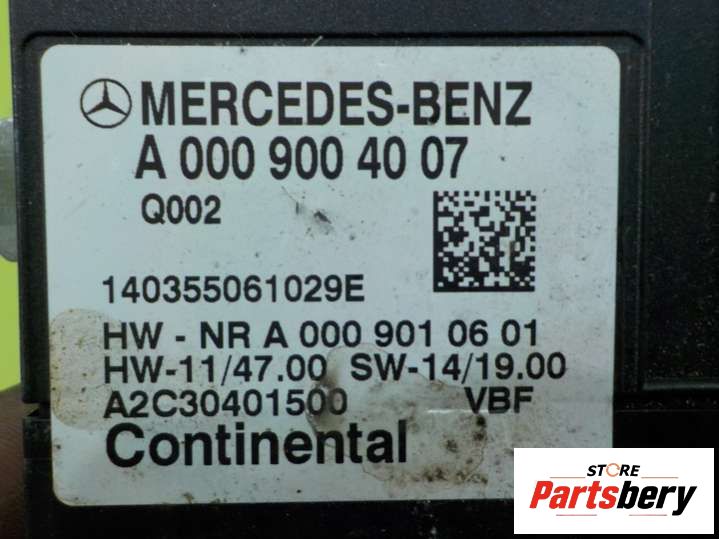 MERCEDES-BENZ
A 000 900 40 07
Q002
140355061029E
HW - NR A 000 901 06 01
HW-11/47.00 SW-14/19.00
A2C30401500 VBF
Continental
STORE
Partsbery